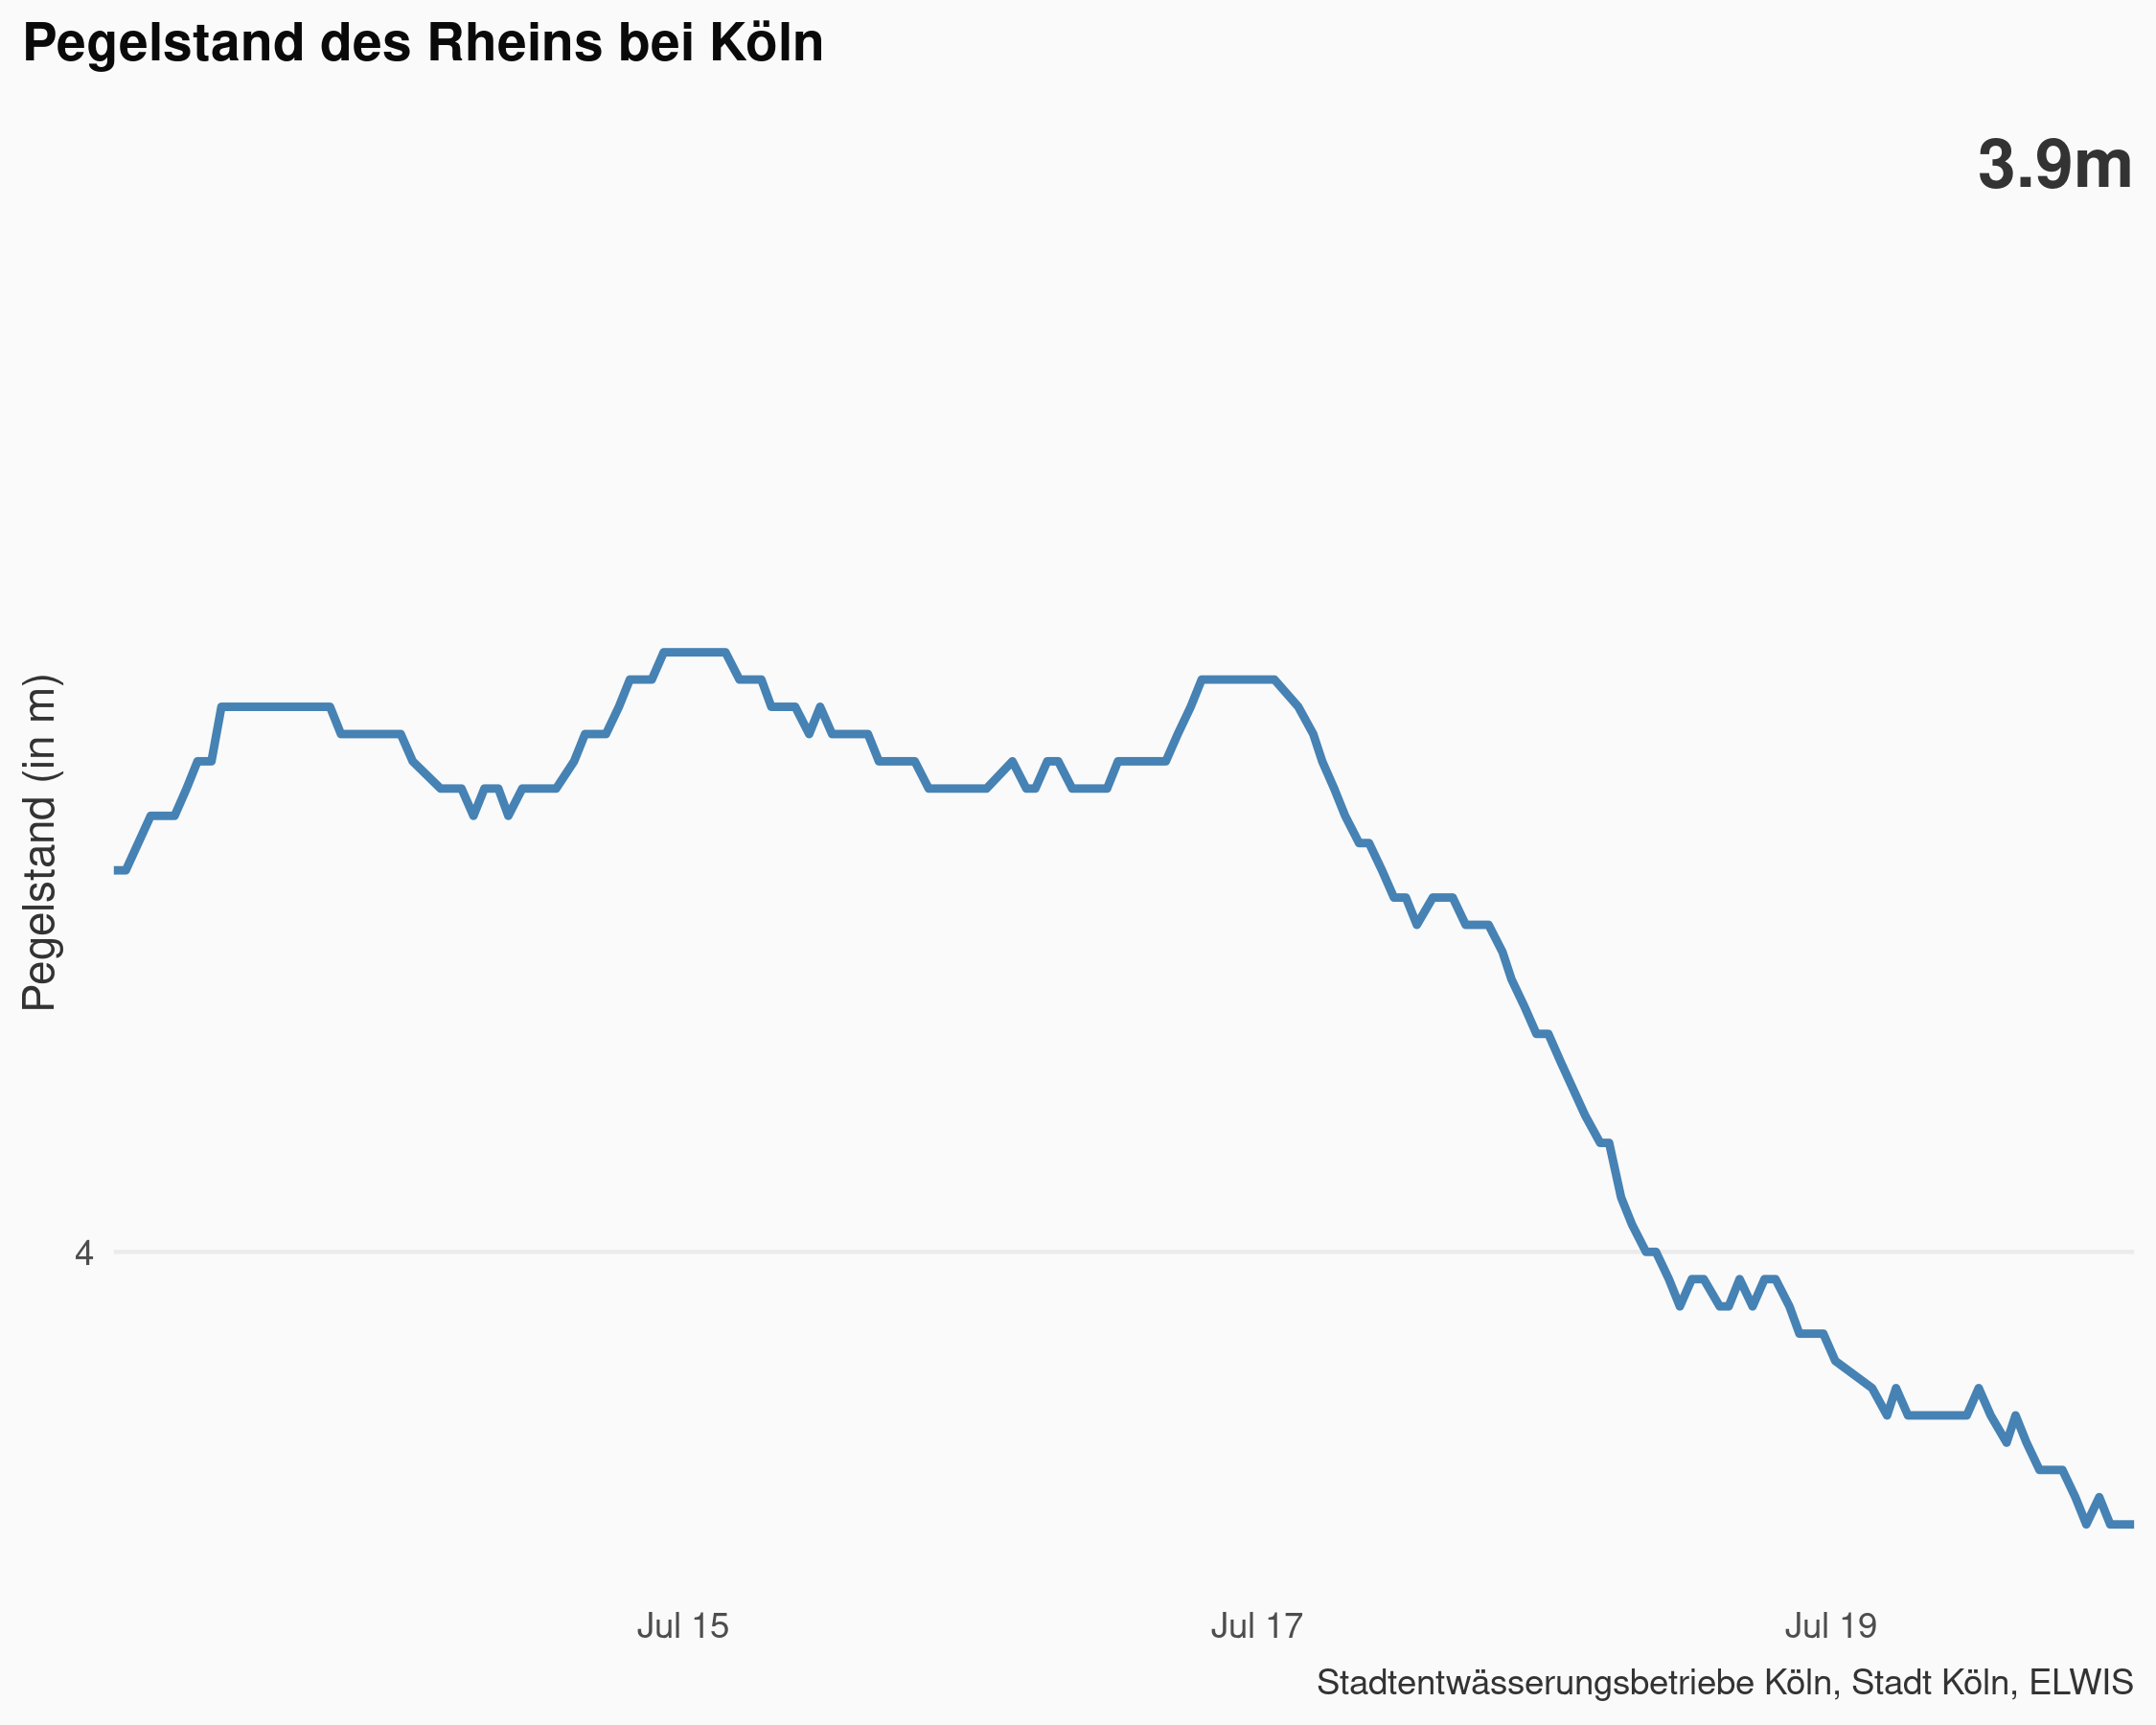 Pegelstand des Rheins bei Köln
3.9m
Pegelstand (in m)
4
Jul 15
Jul 17
Jul 19
Stadtentwässerungsbetriebe Köln, Stadt Köln, ELWIS